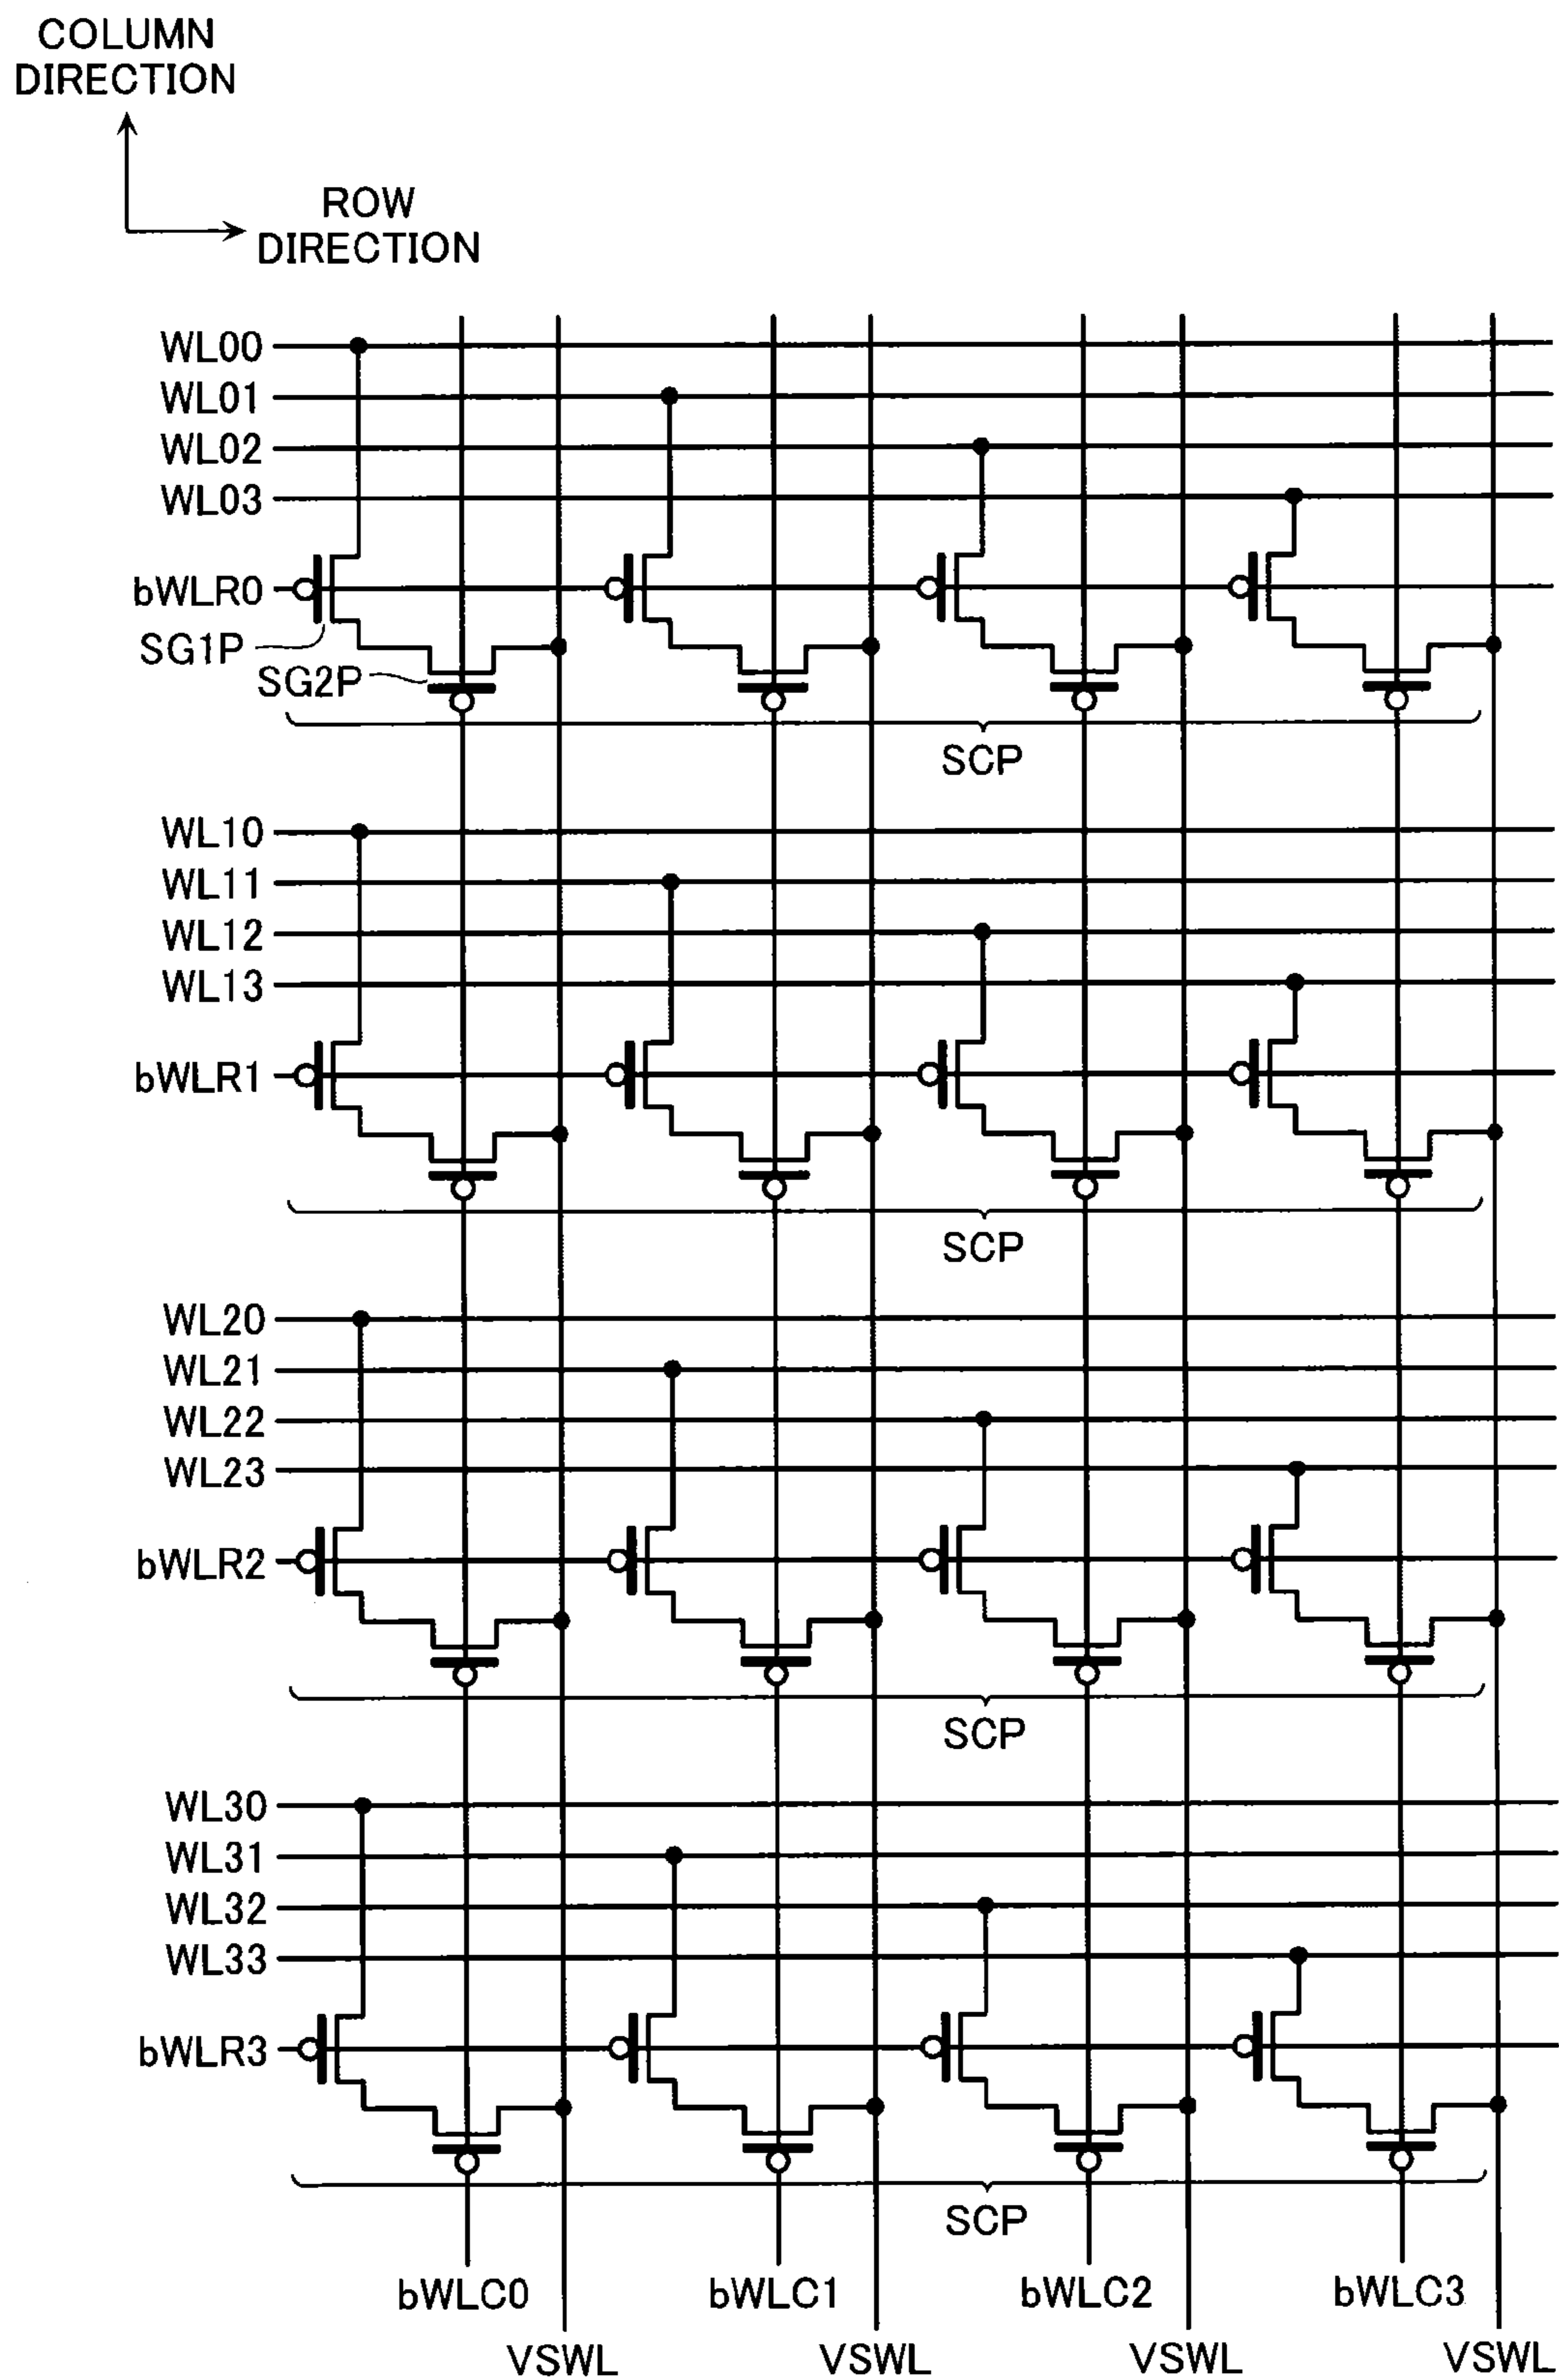 COLUMN
DIRECTION
ROW
DIRECTION
WL00
WL01
WL02
WL03
bWLR0
SG1P
SG2P
SCP
WL10
WL11
WL12
WL13
bWLR1
SCP
WL20
WL21
WL22
WL23
bWLR2
SCP
WL30
WL31
WL32
WL33
bWLR3
SCP
bWLC0 bWLC1 bWLC2 bWLC3
VSWL VSWL VSWL VSWL